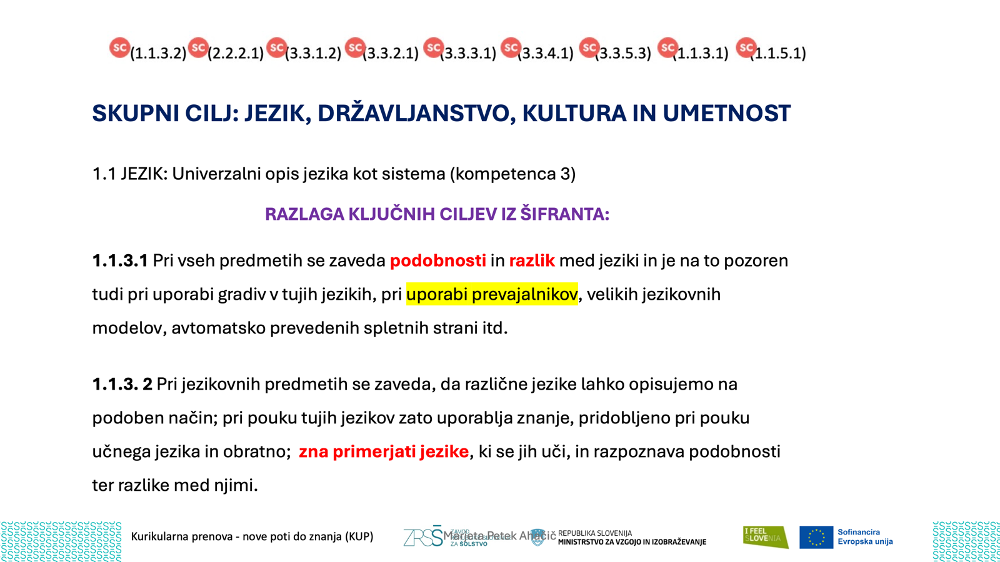 SC (1.1.3.2) SC (2.2.2.1) SC (3.3.1.2) SC (3.3.2.1) SC (3.3.3.1) SC (3.3.4.1) SC (3.3.5.3) SC (1.1.3.1) SC (1.1.5.1)
SKUPNI CILJ: JEZIK, DRŽAVLJANSTVO, KULTURA IN UMETNOST
1.1 JEZIK: Univerzalni opis jezika kot sistema (kompetenca 3)
RAZLAGA KLJUČNIH CILJEV IZ ŠIFRANTA:
1.1.3.1 Pri vseh predmetih se zaveda podobnosti in razlik med jeziki in je na to pozoren
tudi pri uporabi gradiv v tujih jezikih, pri uporabi prevajalnikov, velikih jezikovnih
modelov, avtomatsko prevedenih spletnih strani itd.
1.1.3. 2 Pri jezikovnih predmetih se zaveda, da različne jezike lahko opisujemo na
podoben način; pri pouku tujih jezikov zato uporablja znanje, pridobljeno pri pouku
učnega jezika in obratno; zna primerjati jezike, ki se jih uči, in razpoznava podobnosti
ter razlike med njimi.
Kurikularna prenova - nove poti do znanja (KUP)
ZRSŠ
ZAVOD
REPUBLIKE SLOVENIJE
ZA ŠOLSTVO
Marjeta Petek Ahačič
REPUBLIKA SLOVENIJA
MINISTRSTVO ZA VZGOJO IN IZOBRAŽEVANJE
I FEEL
SLOVENIA
Sofinancira
Evropska unija